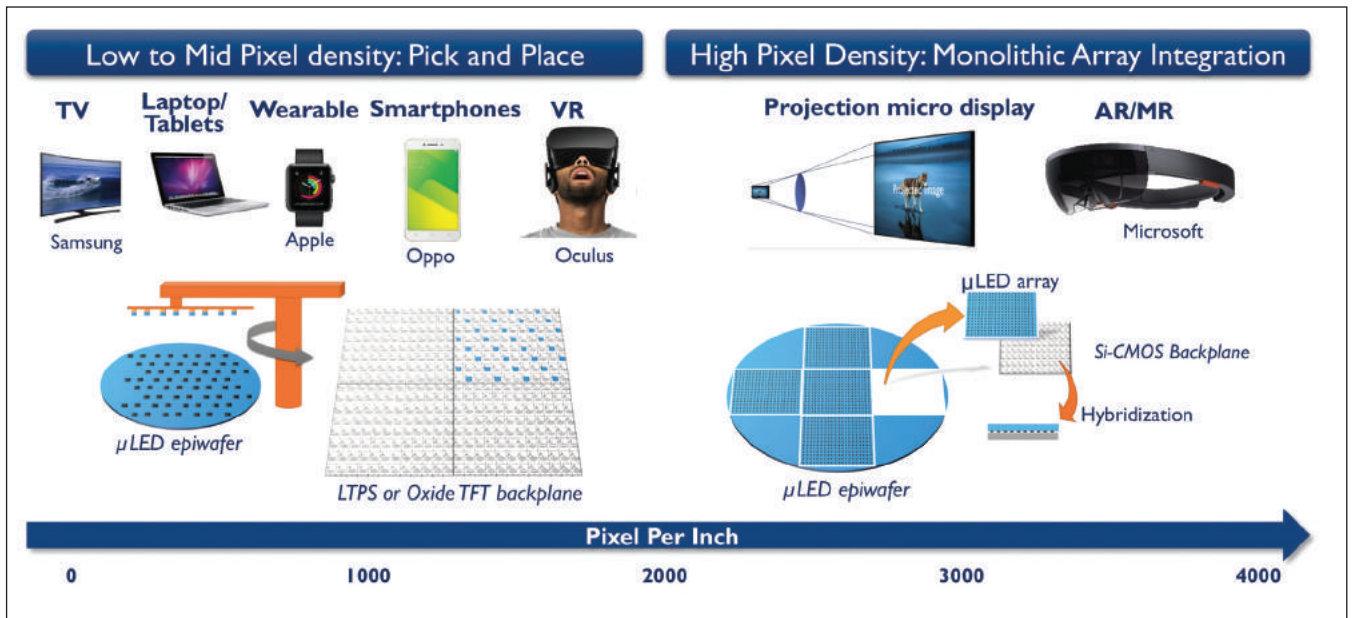 Low to Mid Pixel density: Pick and Place
High Pixel Density: Monolithic Array Integration
TV
Laptop/
Tablets
Wearable
Smartphones
VR
Projection micro display
AR/MR
Projected image
Samsung
Apple
Oppo
Oculus
Microsoft
µLED epiwafer
LTPS or Oxide TFT backplane
µLED array
Si-CMOS Backplane
Hybridization
µLED epiwafer
Pixel Per Inch
0
1000
2000
3000
4000